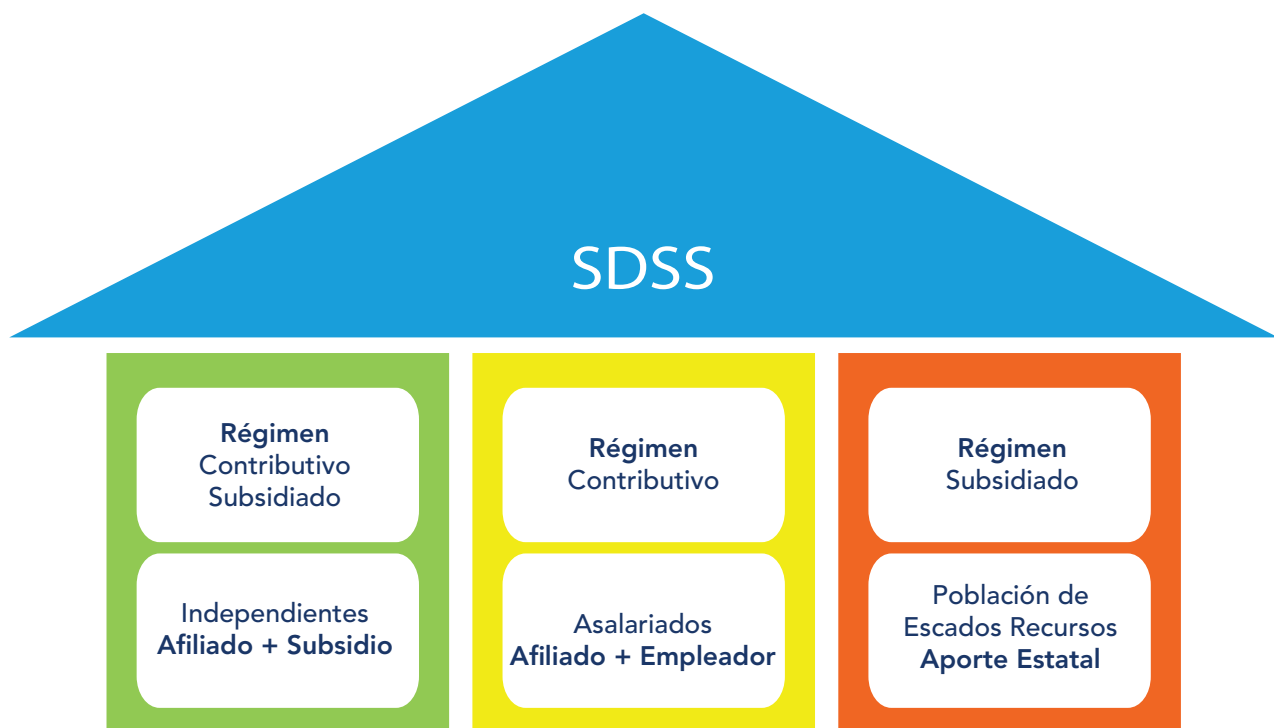 SDSS
Régimen
Contributivo
Subsidiado
Independientes
Afiliado + Subsidio
Régimen
Contributivo
Asalariados
Afiliado + Empleador
Régimen
Subsidiado
Población de
Escados Recursos
Aporte Estatal